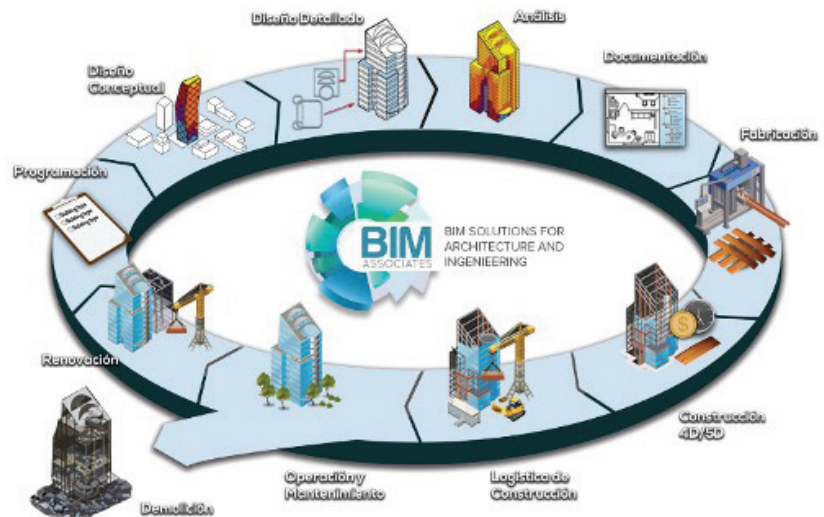 Diseño Detallado
Análisis
Diseño
Conceptual
Documentación
Fabricación
Programación
BIM
ASSOCIATES
BIM SOLUTIONS FOR
ARCHITECTURE AND
INGENIEERING
Renovación
Construcción
4D/5D
Operación y
Mantenimiento
Logística de
Construcción
Demolición